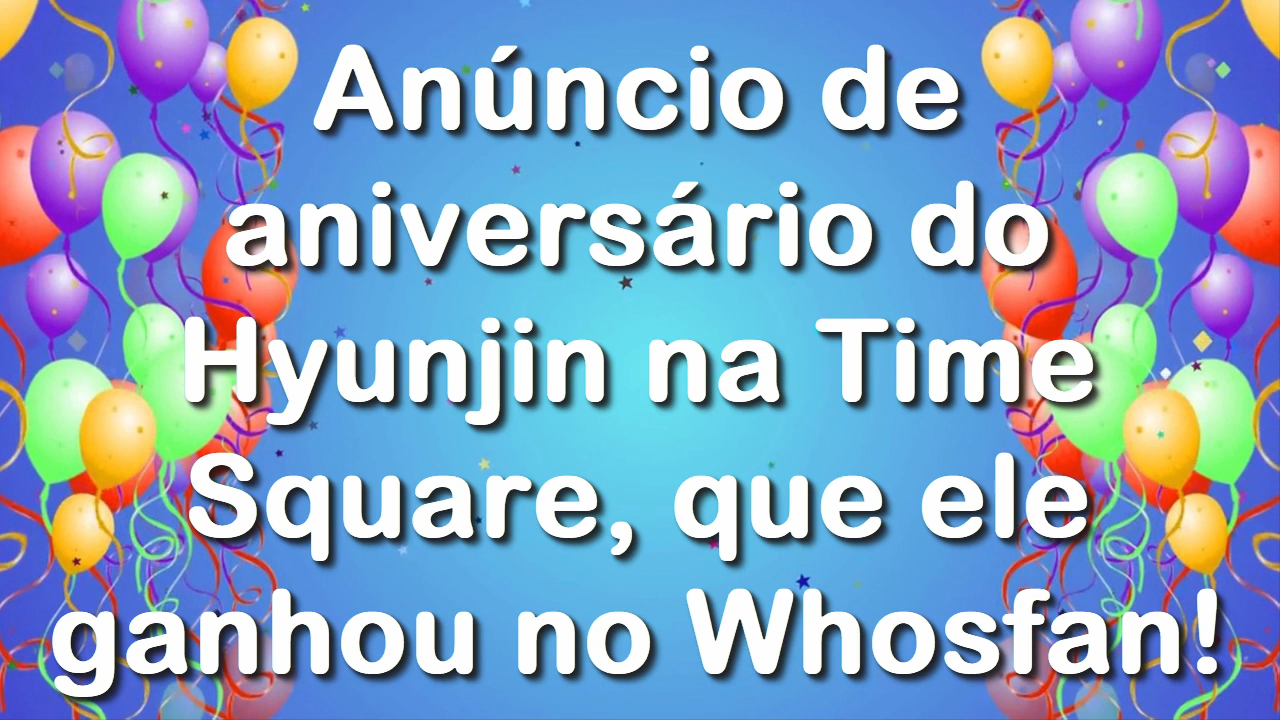 Anúncio de
aniversário do
Hyunjin na Time
Square, que ele
ganhou no Whosfan!